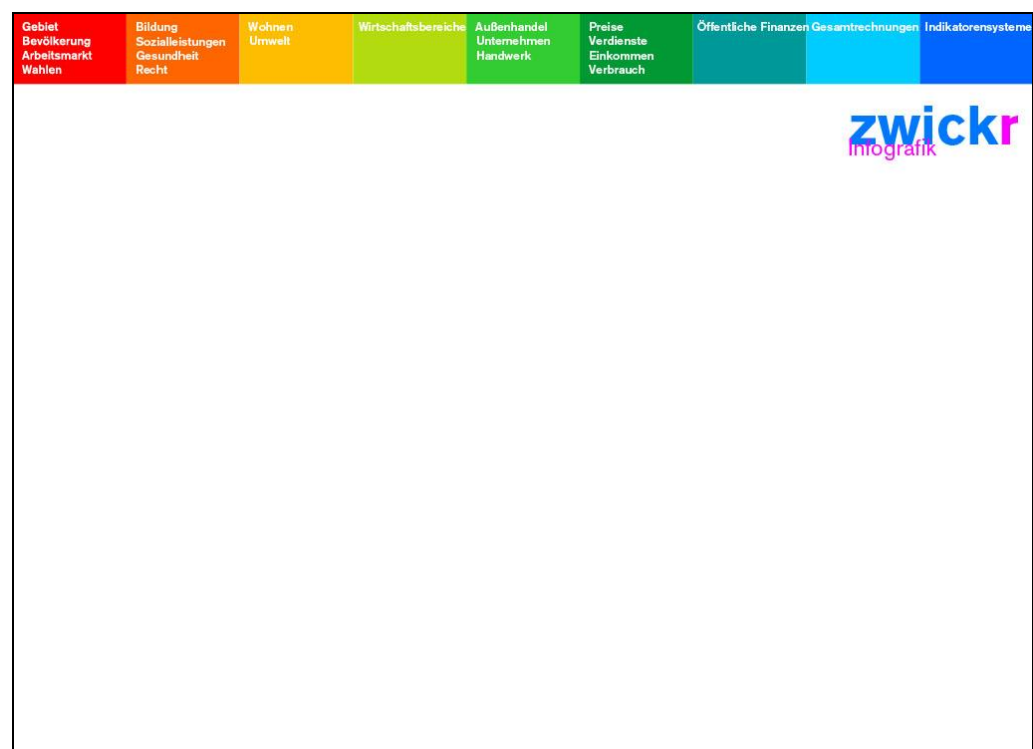 Gebiet
Bevölkerung
Arbeitsmarkt
Wahlen
Bildung
Sozialleistungen
Gesundheit
Recht
Wohnen
Umwelt
Wirtschaftsbereiche
Außenhandel
Unternehmen
Handwerk
Preise
Verdienste
Einkommen
Verbrauch
Öffentliche Finanzen
Gesamtrechnungen
Indikatorensysteme
zwickr
Infografik